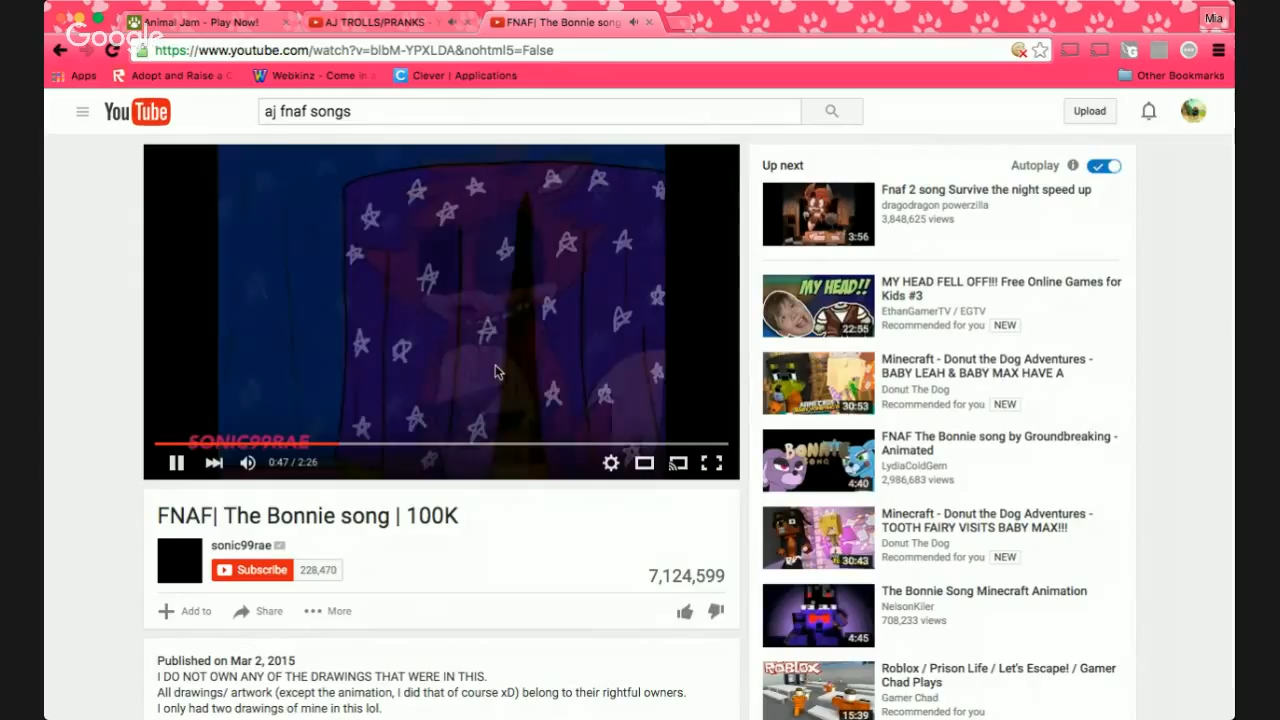 Google
Animal Jam - Play Now!
AJ TROLLS/PRANKS - Y
FNAF| The Bonnie song
Mia
https://www.youtube.com/watch?v=blbM-YPXLDA&nohtml5=False
Apps
Adopt and Raise a C
Webkinz - Come in a
Clever | Applications
Other Bookmarks
YouTube
aj fnaf songs
Upload
SONIC99RAE
0:47 / 2:26
FNAF| The Bonnie song | 100K
sonic99rae
Subscribe 228,470
7,124,599
Add to
Share
More
Published on Mar 2, 2015
I DO NOT OWN ANY OF THE DRAWINGS THAT WERE IN THIS.
All drawings/ artwork (except the animation, I did that of course xD) belong to their rightful owners.
I only had two drawings of mine in this lol.
Up next
Autoplay
Fnaf 2 song Survive the night speed up
dragodragon powerzilla
3,848,625 views
3:56
MY HEAD!!
22:55
MY HEAD FELL OFF!!! Free Online Games for
Kids #3
EthanGamerTV / EGTV
Recommended for you NEW
30:53
Minecraft - Donut the Dog Adventures -
BABY LEAH & BABY MAX HAVE A
Donut The Dog
Recommended for you NEW
BONNIE
SONG
4:40
FNAF The Bonnie song by Groundbreaking -
Animated
LydiaColdGem
2,986,683 views
30:43
Minecraft - Donut the Dog Adventures -
TOOTH FAIRY VISITS BABY MAX!!!
Donut The Dog
Recommended for you NEW
4:45
The Bonnie Song Minecraft Animation
NelsonKiler
708,233 views
ROBLOX
15:39
Roblox / Prison Life / Let's Escape! / Gamer
Chad Plays
Gamer Chad
Recommended for you